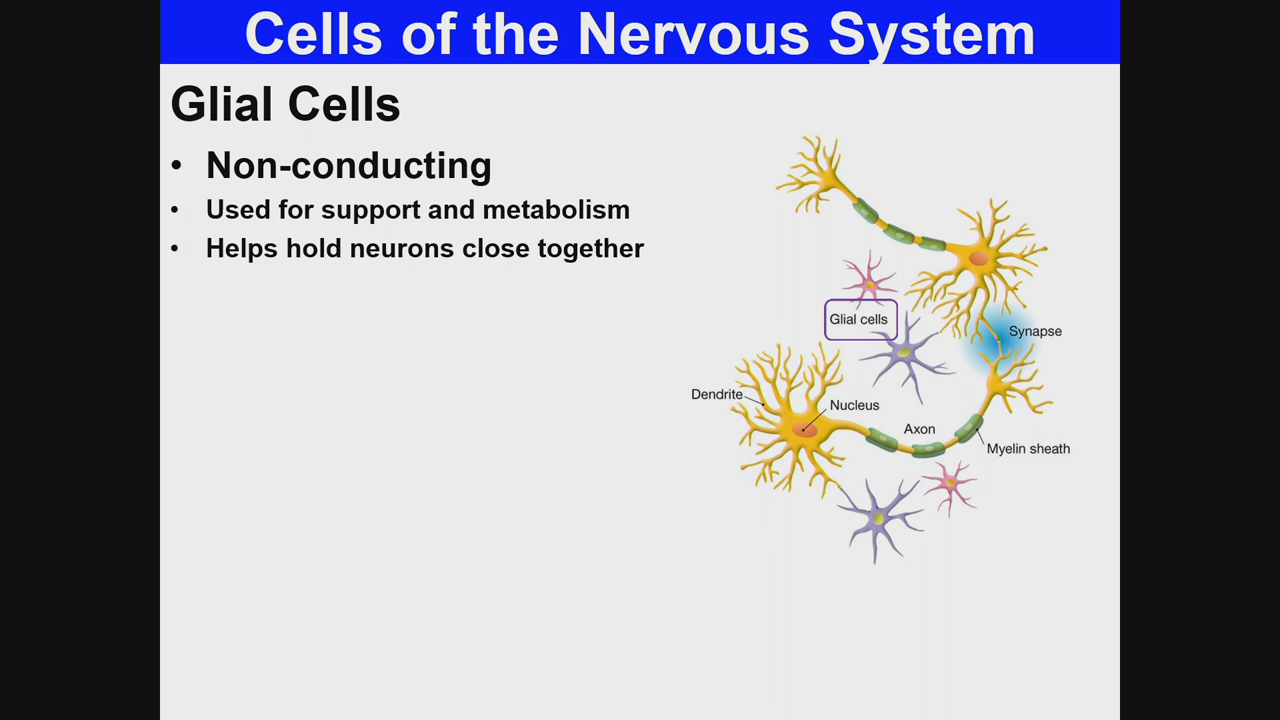 Cells of the Nervous System
Glial Cells
• Non-conducting
• Used for support and metabolism
• Helps hold neurons close together
Glial cells
Synapse
Dendrite
Nucleus
Axon
Myelin sheath